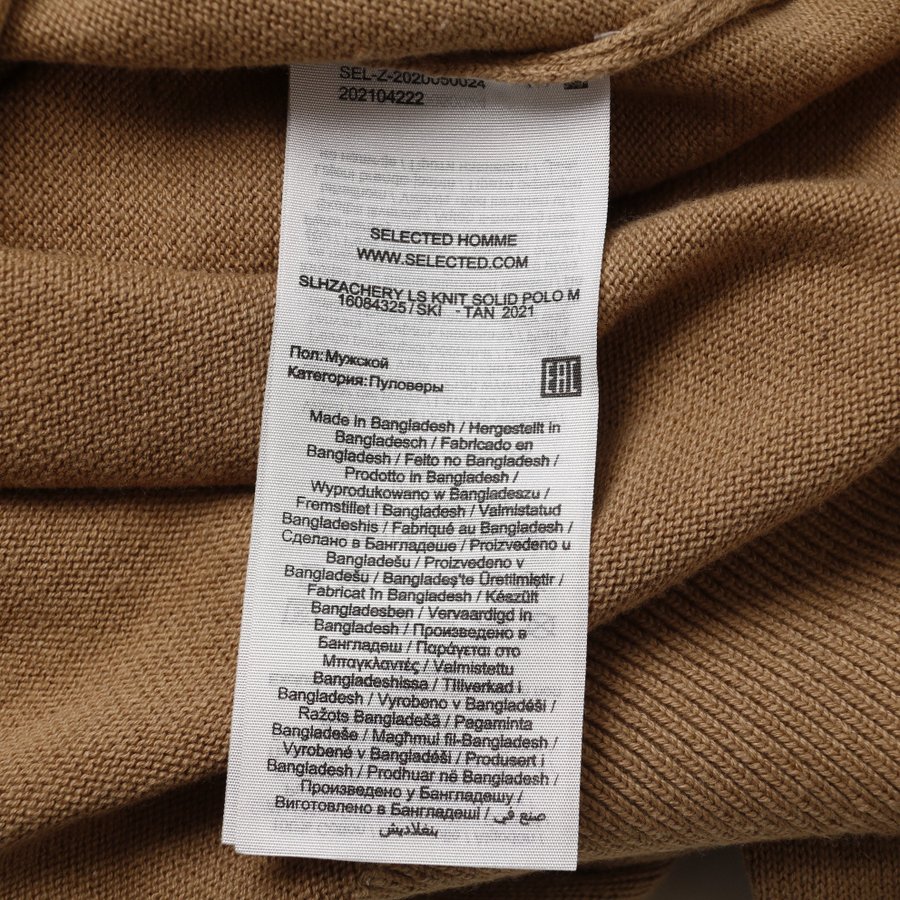 SEL-Z-2020050024
202104222
SELECTED HOMME
WWW.SELECTED.COM
SLHZACHERY LS KNIT SOLID POLO M
16084325/SKI - TAN 2021
Пол: Мужской
Категория: Пуловеры
EAC
Made in Bangladesh / Hergestellt in
Bangladesch / Fabricado en
Bangladesh / Feito no Bangladesh /
Prodotto in Bangladesh /
Wyprodukowano w Bangladeszu /
Fremstillet i Bangladesh / Valmistatud
Bangladeshis / Fabriqué au Bangladesh /
Сделано в Бангладеше / Proizvedeno u
Bangladešu / Proizvedeno v
Bangladešu / Bangladeş'te Üretilmiştir /
Fabricat în Bangladesh / Készült
Bangladesben / Vervaardigd in
Bangladesh / Произведено в
Бангладеш / Παράγεται στο
Μπαγκλαντές / Valmistettu
Bangladeshissa / Tillverkad i
Bangladesh / Vyrobeno v Bangladéši /
Ražots Bangladešā / Pagaminta
Bangladeše / Magħmul fil-Bangladesh /
Vyrobené v Bangladéši / Produsert i
Bangladesh / Prodhuar në Bangladesh /
Произведено у Бангладешу /
Виготовлено в Бангладеші / صنع في
بنغلاديش